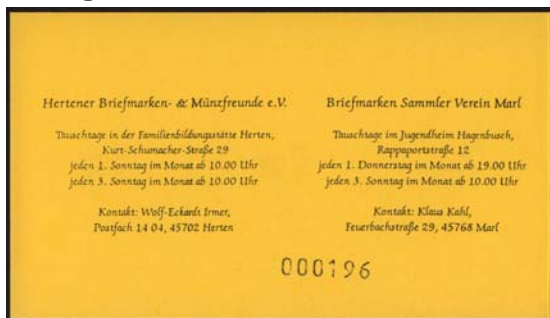 Hertener Briefmarken- & Münzfreunde e.V.
Tauschtage in der Familienbildungsstätte Herten,
Kurt-Schumacher-Straße 29
jeden 1. Sonntag im Monat ab 10.00 Uhr
jeden 3. Sonntag im Monat ab 10.00 Uhr
Kontakt: Wolf-Eckardt Irmer,
Postfach 14 04, 45702 Herten
Briefmarken Sammler Verein Marl
Tauschtage im Jugendheim Hagenbusch,
Rappaportstraße 12
jeden 1. Donnerstag im Monat ab 19.00 Uhr
jeden 3. Sonntag im Monat ab 10.00 Uhr
Kontakt: Klaus Kahl,
Feuerbachstraße 29, 45768 Marl
000196